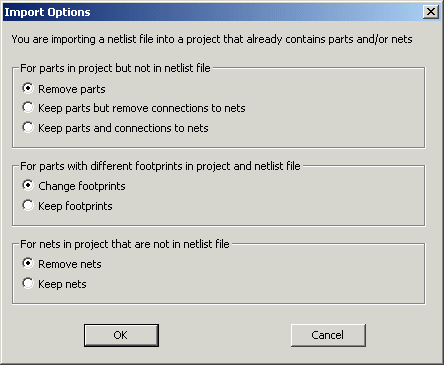 Import Options
You are importing a netlist file into a project that already contains parts and/or nets
For parts in project but not in netlist file
Remove parts
Keep parts but remove connections to nets
Keep parts and connections to nets
For parts with different footprints in project and netlist file
Change footprints
Keep footprints
For nets in project that are not in netlist file
Remove nets
Keep nets
OK
Cancel